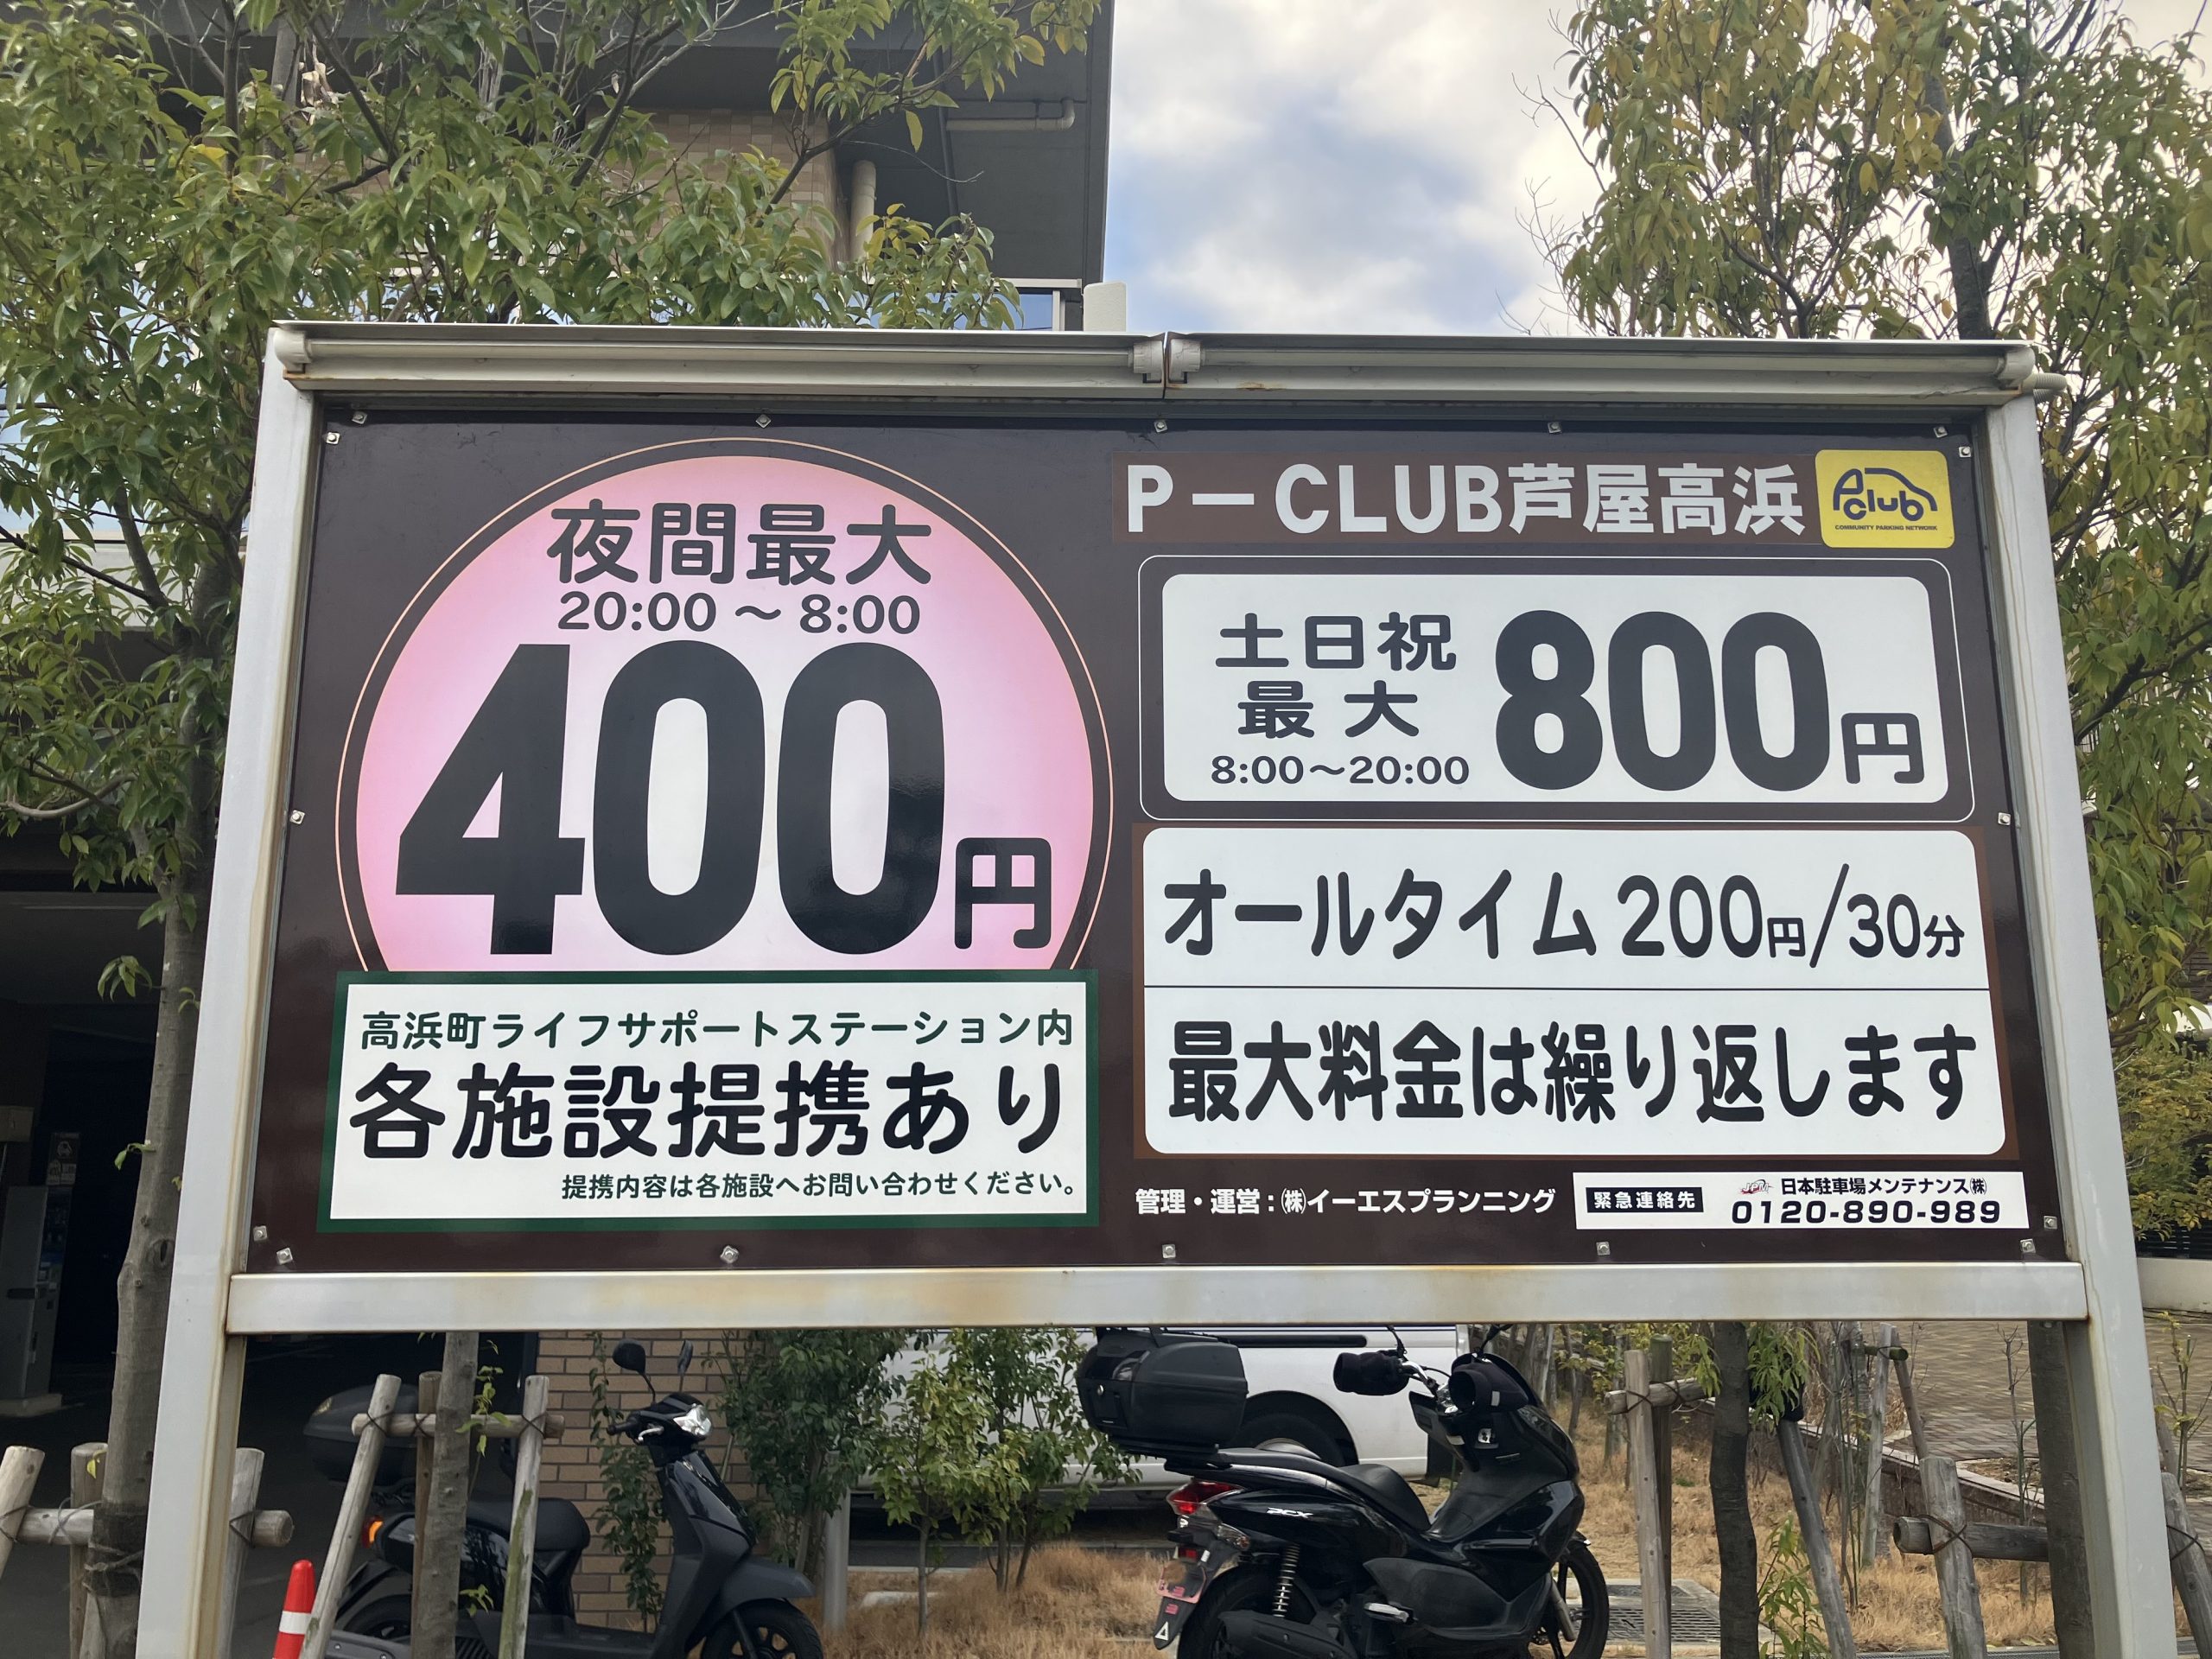 夜間最大
20:00〜8:00
400円
高浜町ライフサポートステーション内
各施設提携あり
提携内容は各施設へお問い合わせください。
P－CLUB芦屋高浜
P Club
COMMUNITY PARKING NETWORK
土日祝
最大
8:00〜20:00
800円
オールタイム200円/30分
最大料金は繰り返します
管理・運営:㈱イーエスプランニング
緊急連絡先
JPM
日本駐車場メンテナンス㈱
0120-890-989
PCX